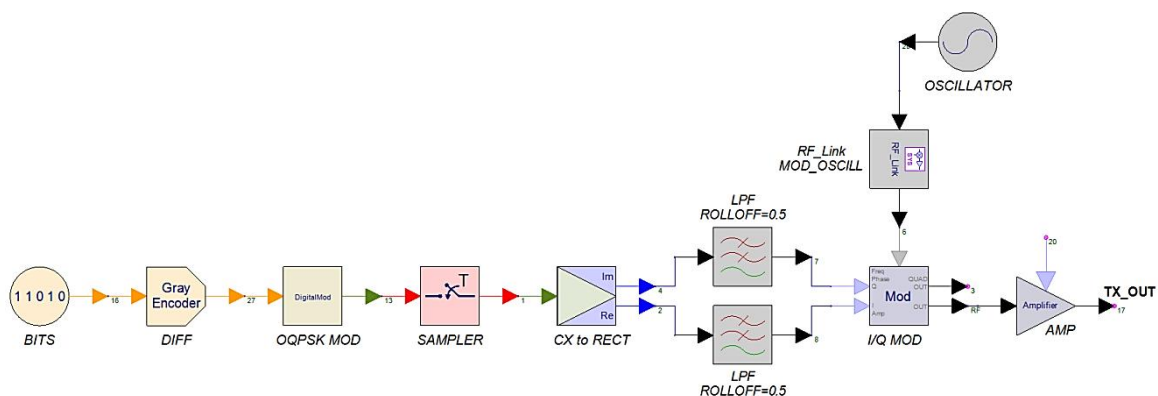 29
OSCILLATOR
RF_Link
MOD_OSCILL
RF_Link
SYS
6
LPF
ROLLOFF=0.5
7
20
11010
16
Gray
Encoder
27
DigitalMod
13
T
1
Im
Re
4
2
Freq
Phase
Q
I
Amp
QUAD
OUT
OUT
Mod
3
RF
Amplifier
TX_OUT
17
BITS
DIFF
OQPSK MOD
SAMPLER
CX to RECT
8
I/Q MOD
AMP
LPF
ROLLOFF=0.5